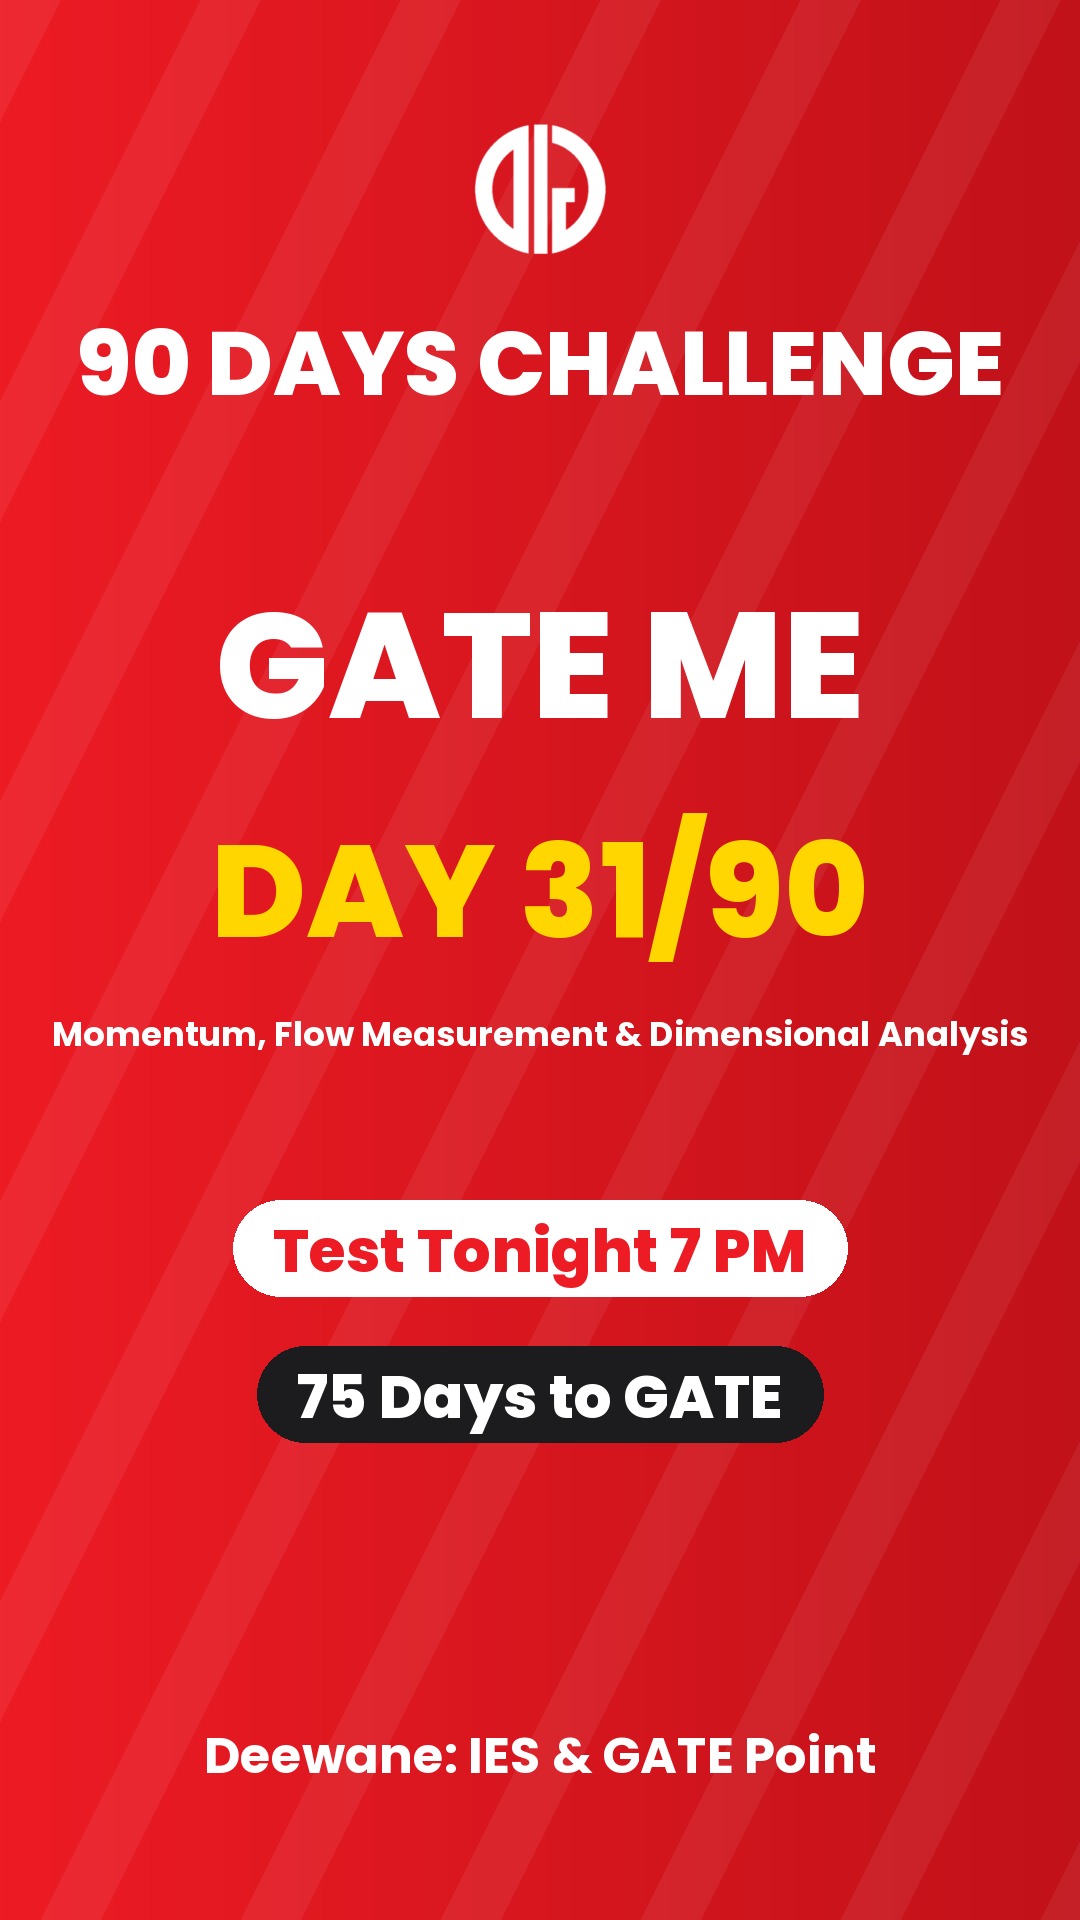 90 DAYS CHALLENGE
GATE ME
DAY 31/90
Momentum, Flow Measurement & Dimensional Analysis
Test Tonight 7 PM
75 Days to GATE
Deewane: IES & GATE Point